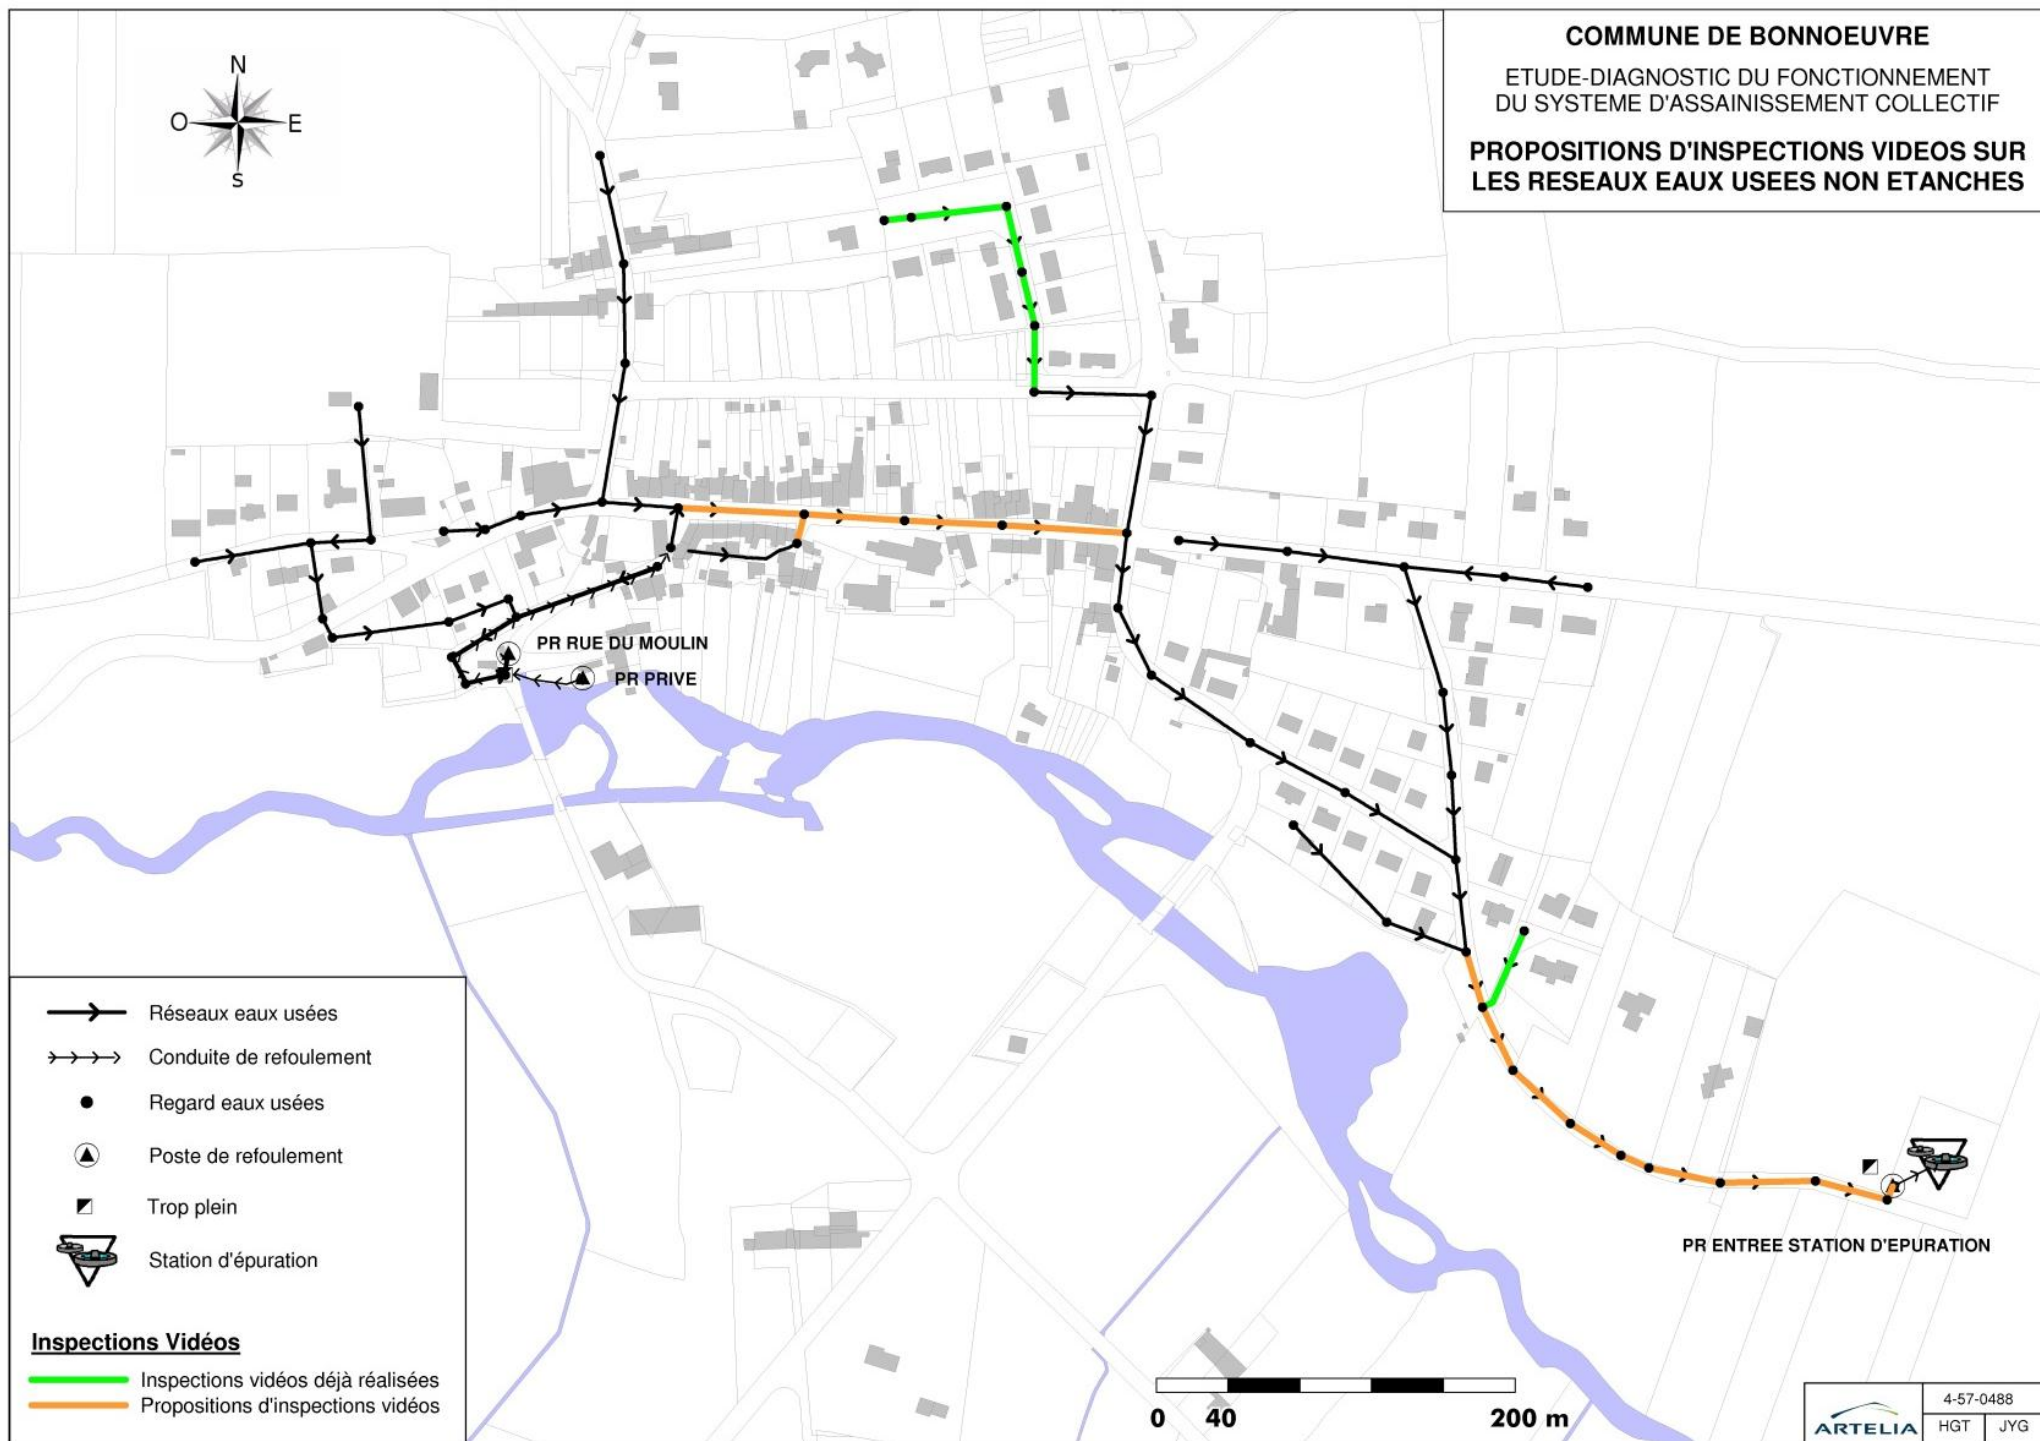 COMMUNE DE BONNOEUVRE
ETUDE-DIAGNOSTIC DU FONCTIONNEMENT
DU SYSTEME D'ASSAINISSEMENT COLLECTIF
PROPOSITIONS D'INSPECTIONS VIDEOS SUR
LES RESEAUX EAUX USEES NON ETANCHES
N
O E
S
PR RUE DU MOULIN
PR PRIVE
PR ENTREE STATION D'EPURATION
Réseaux eaux usées
Conduite de refoulement
Regard eaux usées
Poste de refoulement
Trop plein
Station d'épuration
Inspections Vidéos
Inspections vidéos déjà réalisées
Propositions d'inspections vidéos
0 40 200 m
ARTELIA
4-57-0488
HGT JYG